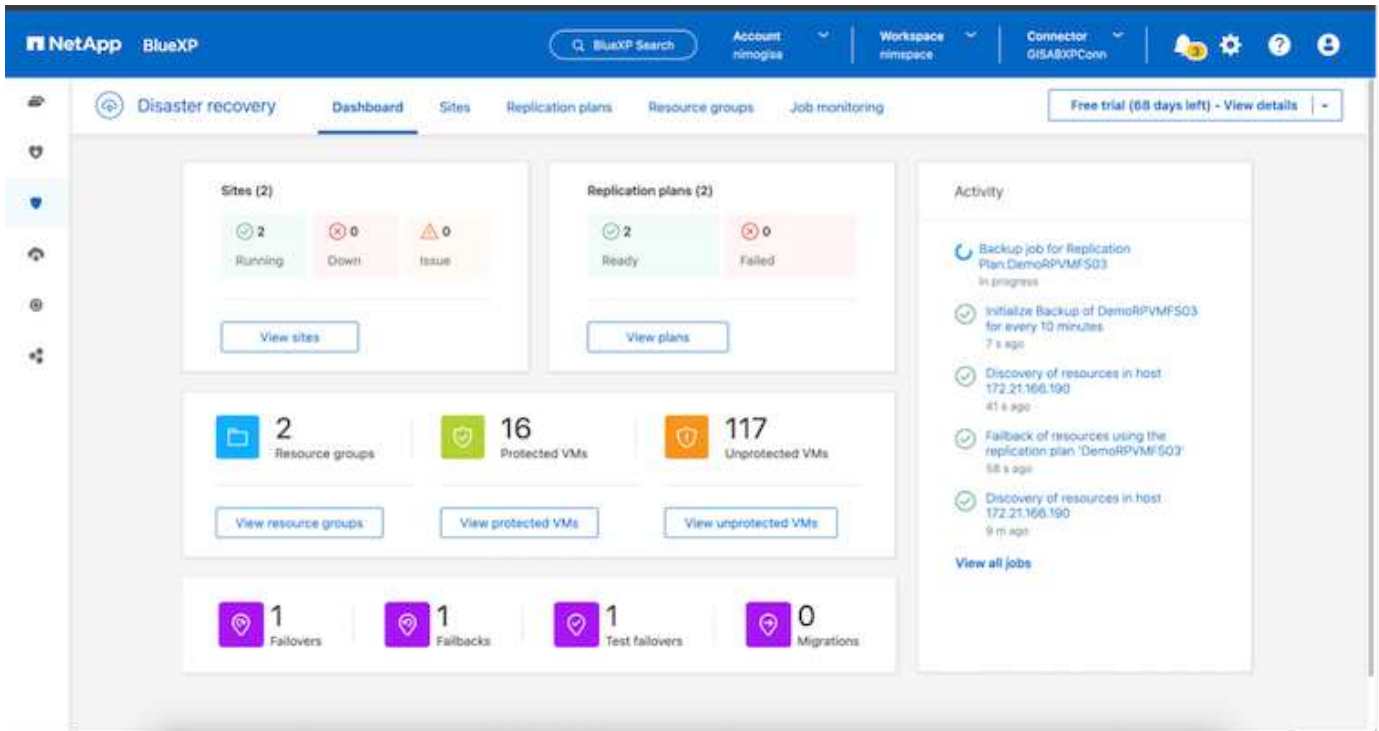 NetApp BlueXP
BlueXP Search
Account
nimogisa
Workspace
nimspace
Connector
GISABXPConn
3
Disaster recovery
Dashboard
Sites
Replication plans
Resource groups
Job monitoring
Free trial (68 days left) - View details
Sites (2)
2
Running
0
Down
0
Issue
View sites
Replication plans (2)
2
Ready
0
Failed
View plans
2
Resource groups
View resource groups
16
Protected VMs
View protected VMs
117
Unprotected VMs
View unprotected VMs
1
Failovers
1
Failbacks
1
Test failovers
0
Migrations
Activity
Backup job for Replication
Plan:DemoRPVMFS03
In progress
Initialize Backup of DemoRPVMFS03
for every 10 minutes
7 s ago
Discovery of resources in host
172.21.166.190
41 s ago
Failback of resources using the
replication plan 'DemoRPVMFS03'
58 s ago
Discovery of resources in host
172.21.166.190
9 m ago
View all jobs